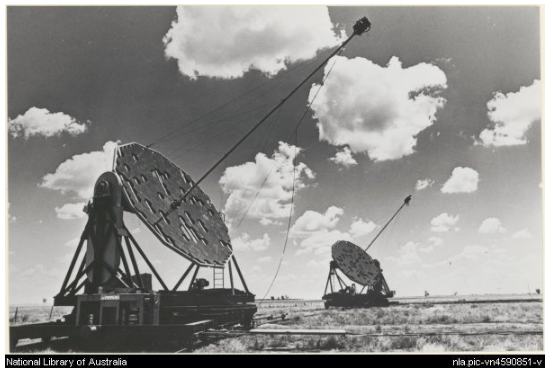 National Library of Australia
nla.pic-vn4590851-v